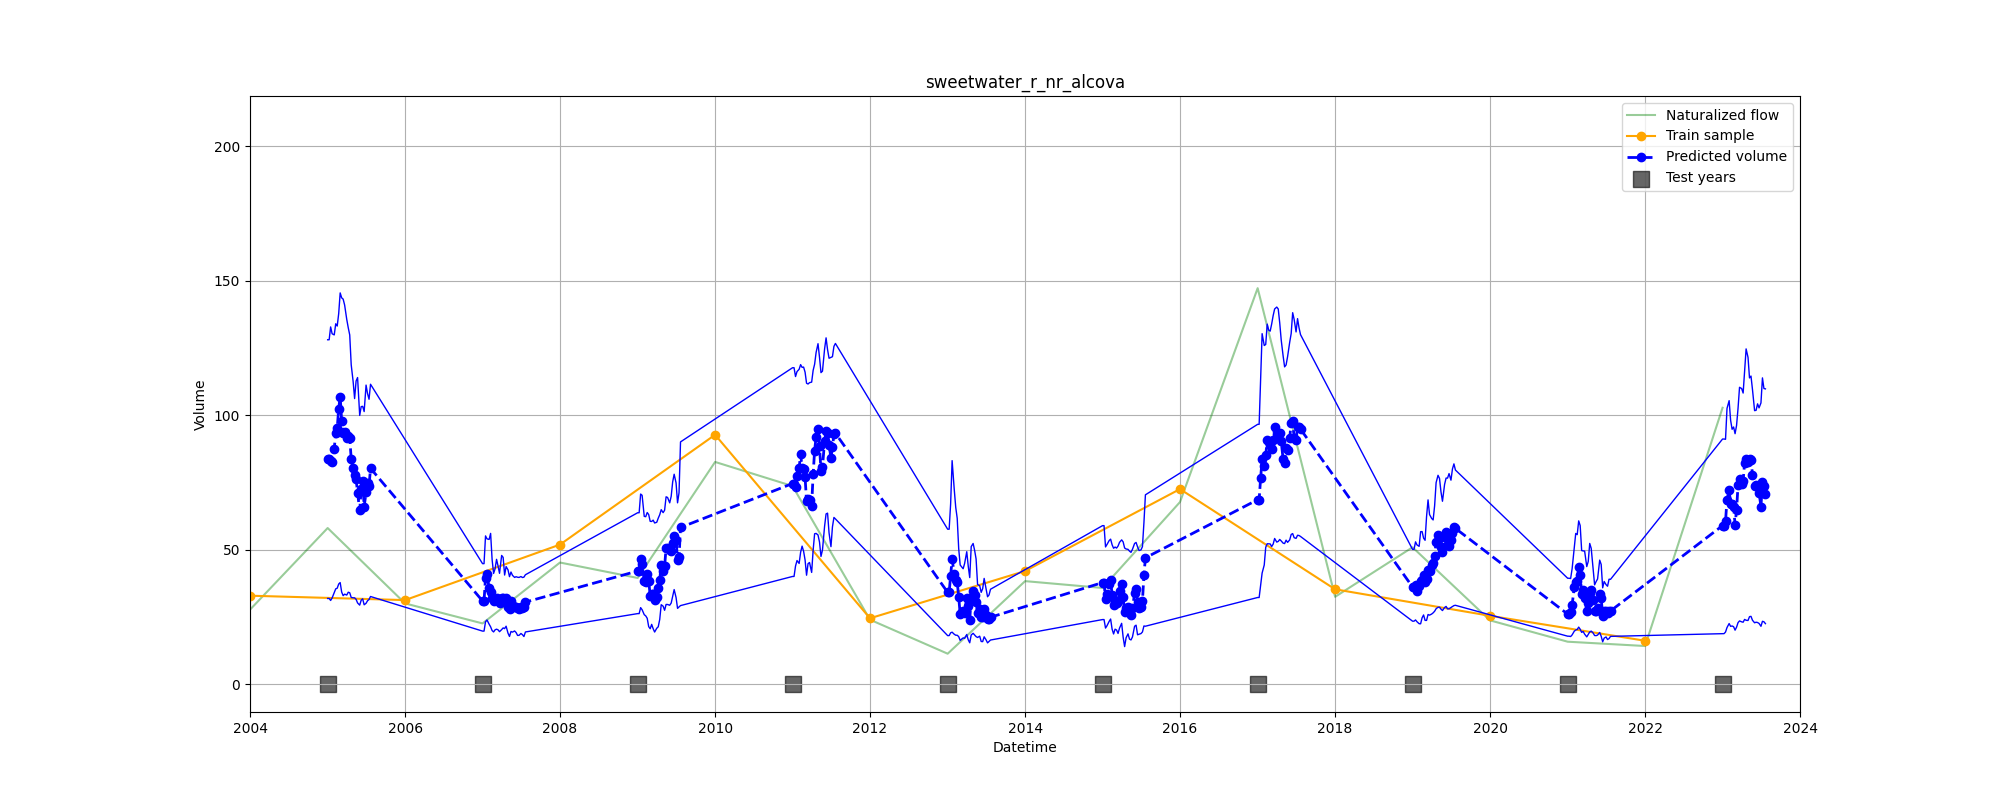 sweetwater_r_nr_alcova
Naturalized flow
Train sample
Predicted volume
Test years
Volume
200
150
100
50
0
2004 2006 2008 2010 2012 2014 2016 2018 2020 2022 2024
Datetime